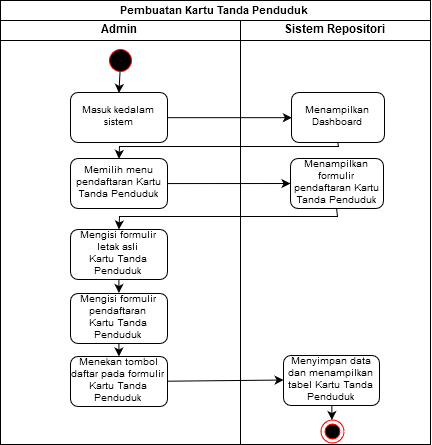 Pembuatan Kartu Tanda Penduduk
Admin
Sistem Repositori
Masuk kedalam
sistem
Menampilkan
Dashboard
Memilih menu
pendaftaran Kartu
Tanda Penduduk
Menampilkan
formulir
pendaftaran Kartu
Tanda Penduduk
Mengisi formulir
letak asli
Kartu Tanda
Penduduk
Mengisi formulir
pendaftaran
Kartu Tanda
Penduduk
Menekan tombol
daftar pada formulir
Kartu Tanda
Penduduk
Menyimpan data
dan menampilkan
tabel Kartu Tanda
Penduduk